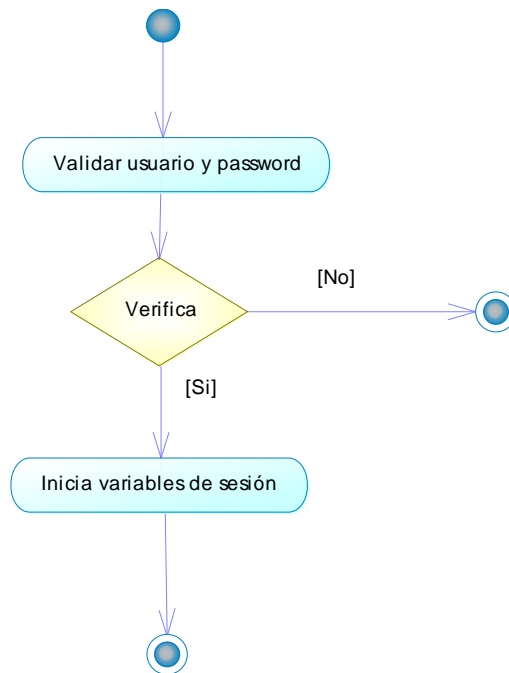 Validar usuario y password
Verifica
[No]
[Si]
Inicia variables de sesión